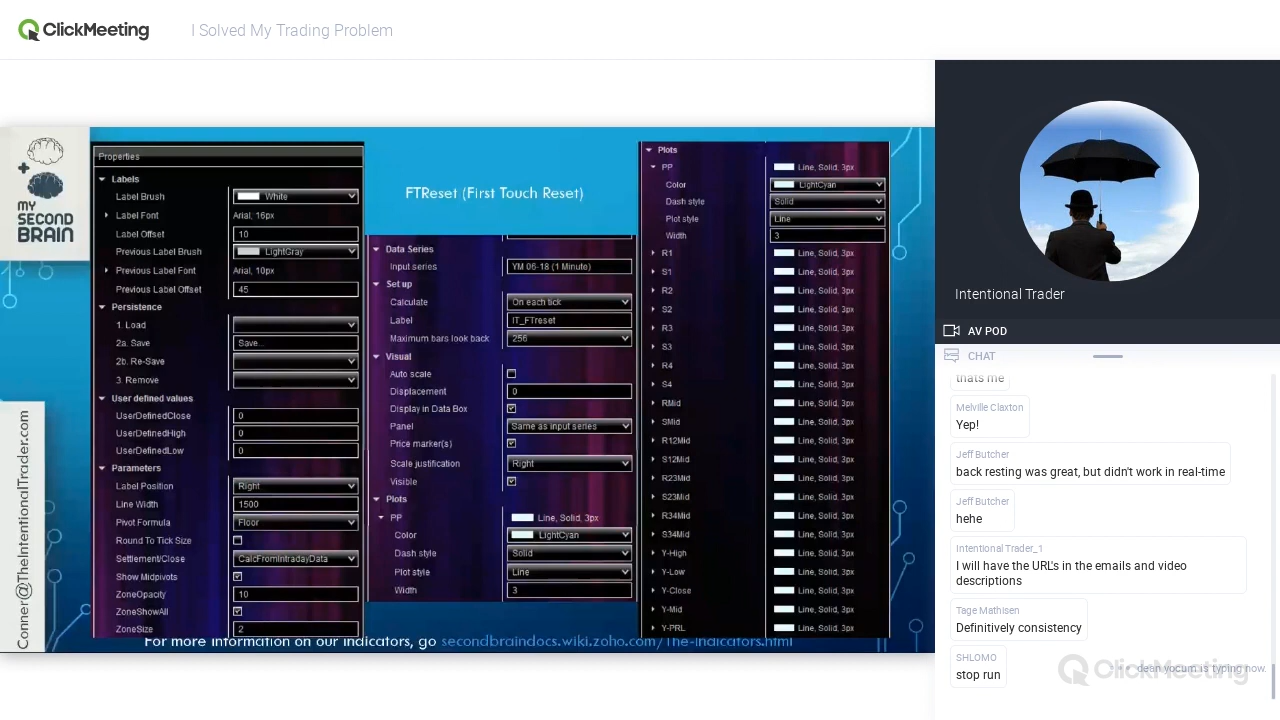 ClickMeeting
I Solved My Trading Problem
MY
SECOND
BRAIN
Conner@TheIntentionalTrader.com
Properties
Labels
Label Brush White
Label Font Arial, 16px
Label Offset 10
Previous Label Brush LightGray
Previous Label Font Arial, 10px
Previous Label Offset 45
Persistence
1. Load
2a. Save Save...
2b. Re-Save
3. Remove
User defined values
UserDefinedClose 0
UserDefinedHigh 0
UserDefinedLow 0
Parameters
Label Position Right
Line Width 1500
Pivot Formula Floor
Round To Tick Size
Settlement/Close CalcFromIntradayData
Show Midpivots
ZoneOpacity 10
ZoneShowAll
ZoneSize 2
FTReset (First Touch Reset)
Data Series
Input series YM 06-18 (1 Minute)
Set up
Calculate On each tick
Label IT_FTreset
Maximum bars look back 256
Visual
Auto scale
Displacement 0
Display in Data Box
Panel Same as input series
Price marker(s)
Scale justification Right
Visible
Plots
PP Line, Solid, 3px
Color LightCyan
Dash style Solid
Plot style Line
Width 3
Plots
PP Line, Solid, 3px
Color LightCyan
Dash style Solid
Plot style Line
Width 3
R1 Line, Solid, 3px
S1 Line, Solid, 3px
R2 Line, Solid, 3px
S2 Line, Solid, 3px
R3 Line, Solid, 3px
S3 Line, Solid, 3px
R4 Line, Solid, 3px
S4 Line, Solid, 3px
RMid Line, Solid, 3px
SMid Line, Solid, 3px
R12Mid Line, Solid, 3px
S12Mid Line, Solid, 3px
R23Mid Line, Solid, 3px
S23Mid Line, Solid, 3px
R34Mid Line, Solid, 3px
S34Mid Line, Solid, 3px
Y-High Line, Solid, 3px
Y-Low Line, Solid, 3px
Y-Close Line, Solid, 3px
Y-Mid Line, Solid, 3px
Y-PRL Line, Solid, 3px
For more information on our indicators, go secondbraindocs.wiki.zoho.com/The-Indicators.html
Intentional Trader
AV POD
CHAT
thats me
Melville Claxton
Yep!
Jeff Butcher
back resting was great, but didn't work in real-time
Jeff Butcher
hehe
Intentional Trader_1
I will have the URL's in the emails and video
descriptions
Tage Mathisen
Definitively consistency
SHLOMO
stop run
ClickMeeting
dean yocum is typing now.